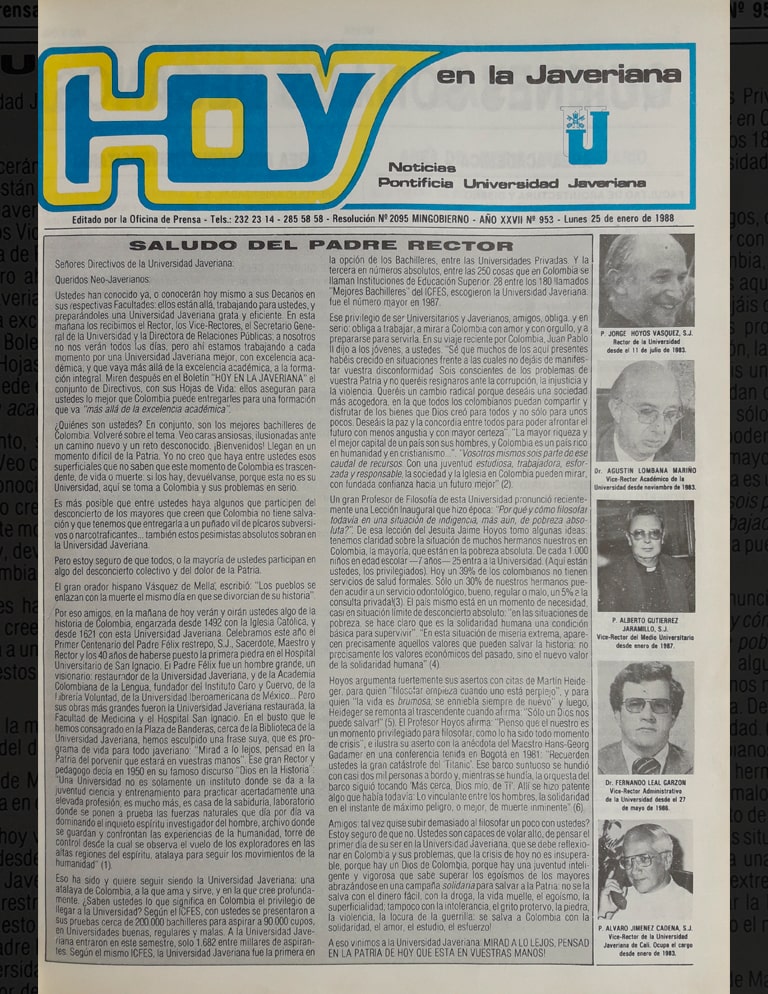 HOY
en la Javeriana
Noticias
Pontificia Universidad Javeriana
Editado por la Oficina de Prensa - Tels.: 232 23 14 - 285 58 58 - Resolución Nº 2095 MINGOBIERNO - AÑO XXVII Nº 953 - Lunes 25 de enero de 1988
SALUDO DEL PADRE RECTOR
Señores Directivos de la Universidad Javeriana:
Queridos Neo-Javerianos:
Ustedes han conocido ya, o conocerán hoy mismo a sus Decanos en
sus respectivas Facultades: ellos están allá, trabajando para ustedes, y
preparándoles una Universidad Javeriana grata y eficiente. En esta
mañana los recibimos el Rector, los Vice-Rectores, el Secretario Gene-
ral de la Universidad y la Directora de Relaciones Públicas; a nosotros
no nos verán todos los días, pero ahí estamos trabajando a cada
momento por una Universidad Javeriana mejor, con excelencia acadé-
mica, y que vaya más allá de la excelencia académica, a la forma-
ción integral. Miren después en el Boletín "HOY EN LA JAVERIANA" el
conjunto de Directivos, con sus Hojas de Vida: ellos aseguran para
ustedes lo mejor que Colombia puede entregarles para una formación
que va "más allá de la excelencia académica".
¿Quiénes son ustedes? En conjunto, son los mejores bachilleres de
Colombia. Volveré sobre el tema. Veo caras ansiosas, ilusionadas ante
un camino nuevo y un reto desconocido. ¡Bienvenidos! Llegan en un
momento difícil de la Patria. Yo no creo que haya entre ustedes esos
superficiales que no saben que este momento de Colombia es trascen-
dente, de vida o muerte: si los hay, devuélvanse, porque esta no es su
Universidad, aquí se toma a Colombia y sus problemas en serio.
Es más posible que entre ustedes haya algunos que participen del
desconcierto de los mayores que creen que Colombia no tiene salva-
ción y que tenemos que entregarla a un puñado vil de pícaros subversi-
vos o narcotraficantes... también estos pesimistas absolutos sobran en
la Universidad Javeriana.
Pero estoy seguro de que todos, o la mayoría de ustedes participan en
algo del desconcierto colectivo y del dolor de la Patria.
El gran orador hispano Vásquez de Mella, escribió: "Los pueblos se
enlazan con la muerte el mismo día en que se divorcian de su historia".
Por eso amigos, en la mañana de hoy verán y oirán ustedes algo de la
historia de Colombia, engarzada desde 1492 con la Iglesia Católica, y
desde 1621 con esta Universidad Javeriana. Celebramos este año el
Primer Centenario del Padre Félix restrepo, S.J., Sacerdote, Maestro y
Rector y los 40 años de haberse puesto la primera piedra en el Hospital
Universitario de San Ignacio. El Padre Félix fue un hombre grande, un
visionario: restaurador de la Universidad Javeriana, y de la Academia
Colombiana de la Lengua, fundador del Instituto Caro y Cuervo, de la
Librería Voluntad, de la Universidad Iberoamericana de México... Pero
sus obras más grandes fueron la Universidad Javeriana restaurada, la
Facultad de Medicina y el Hospital San Ignacio. En el busto que le
hemos consagrado en la Plaza de Banderas, cerca de la Biblioteca de la
Universidad Javeriana, hemos esculpido una frase suya, que es pro-
grama de vida para todo javeriano: "Mirad a lo lejos, pensad en la
Patria del porvenir que estará en vuestras manos". Ese gran Rector y
pedagogo decía en 1950 en su famoso discurso "Dios en la Historia":
"Una Universidad no es solamente un instituto donde se da a la
juventud ciencia y entrenamiento para practicar acertadamente una
elevada profesión, es mucho más, es casa de la sabiduría, laboratorio
donde se ponen a prueba las fuerzas naturales que día por día va
dominando el inquieto espíritu investigador del hombre, archivo donde
se guardan y confrontan las experiencias de la humanidad, torre de
control desde la cual se observa el vuelo de los exploradores en las
altas regiones del espíritu, atalaya para seguir los movimientos de la
humanidad" (1).
Eso ha sido y quiere seguir siendo la Universidad Javeriana: una
atalaya de Colombia, a la que ama y sirve, y en la que cree profunda-
mente. ¿Saben ustedes lo que significa en Colombia el privilegio de
llegar a la Universidad? Según el ICFES, con ustedes se presentaron a
sus pruebas cerca de 200.000 bachilleres para aspirar a 90.000 cupos,
en Universidades buenas, regulares y malas. A la Universidad Jave-
riana entraron en este semestre, solo 1.682 entre millares de aspiran-
tes. Según el mismo ICFES, la Universidad Javeriana fue la primera en
la opción de los Bachilleres, entre las Universidades Privadas. Y la
tercera en números absolutos, entre las 250 cosas que en Colombia se
llaman Instituciones de Educación Superior. 28 entre los 180 llamados
"Mejores Bachilleres" del ICFES, escogieron la Universidad Javeriana:
fue el número mayor en 1987.
Ese privilegio de ser Universitarios y Javerianos, amigos, obliga, y en
serio: obliga a trabajar, a mirar a Colombia con amor y con orgullo, y a
prepararse para servirla. En su viaje reciente por Colombia, Juan Pablo
II dijo a los jóvenes, a ustedes: "Sé que muchos de los aquí presentes
habéis crecido en situaciones frente a las cuales no dejáis de manifes-
tar vuestra disconformidad. Sois conscientes de los problemas de
vuestra Patria y no queréis resignaros ante la corrupción, la injusticia y
la violencia. Queréis un cambio radical porque deseáis una sociedad
más acogedora, en la que todos los colombianos puedan compartir y
disfrutar de los bienes que Dios creó para todos y no sólo para unos
pocos. Deseáis la paz y la concordia entre todos para poder afrontar el
futuro con menos angustia y con mayor certeza". "La mayor riqueza y
el mejor capital de un país son sus hombres, y Colombia es un país rico
en humanidad y en cristianismo..." "Vosotros mismos sois parte de ese
caudal de recursos. Con una juventud estudiosa, trabajadora, esfor-
zada y responsable, la sociedad y la Iglesia en Colombia pueden mirar,
con fundada confianza hacia un futuro mejor" (2).
Un gran Profesor de Filosofía de esta Universidad pronunció reciente-
mente una Lección Inaugural que hizo época: "Por qué y cómo filosofar
todavía en una situación de indigencia, más aún, de pobreza abso-
luta?". De esa lección del Jesuita Jaime Hoyos tomo algunas ideas:
tenemos claridad sobre la situación de muchos hermanos nuestros en
Colombia, la mayoría, que están en la pobreza absoluta. De cada 1.000
niños en edad escolar —7 años— 25 entra a la Universidad. (Aquí están
ustedes, los privilegiados). Hoy un 39% de los colombianos no tienen
servicios de salud formales. Sólo un 30% de nuestros hermanos pue-
den acudir a un servicio odontológico, bueno, regular o malo, un 5% a la
consulta privada!(3). El país mismo está en un momento de necesidad,
casi en situación límite de desconcierto absoluto: "en las situaciones de
pobreza, se hace claro que es la solidaridad humana una condición
básica para supervivir". "En esta situación de miseria extrema, apare-
cen precisamente aquellos valores que pueden salvar la historia: no
precisamente los valores económicos del pasado, sino el nuevo valor
de la solidaridad humana" (4).
Hoyos argumenta fuertemente sus asertos con citas de Martin Heide-
ger, para quien "filosofar empieza cuando uno está perplejo", y para
quien "la vida es brumosa, se enneblia siempre de nuevo" y luego,
Heideger se remonta al trascendente cuando afirma: "Sólo un Dios nos
puede salvar!" (5). El Profesor Hoyos afirma: "Pienso que el nuestro es
un momento privilegiado para filosofar, como lo ha sido todo momento
de crisis", e ilustra su aserto con la anécdota del Maestro Hans-Georg
Gadamer en una conferencia tenida en Bogotá en 1981: "Recuerden
ustedes la gran catástrofe del 'Titanic'. Ese barco suntuoso se hundió
con casi dos mil personas a bordo y, mientras se hundía, la orquesta del
barco siguió tocando 'Más cerca, Dios mío, de Ti'. Allí se hizo patente
algo que había todavía: Lo vinculante entre los hombres, la solidaridad
en el instante de máximo peligro, o mejor, de muerte inminente" (6).
Amigos: tal vez quise subir demasiado al filosofar un poco con ustedes?
Estoy seguro de que no. Ustedes son capaces de volar allí, de pensar el
primer día de su ser en la Universidad Javeriana, que se debe reflexio-
nar en Colombia y sus problemas, que la crisis de hoy no es insupera-
ble, porque hay un Dios de Colombia, porque hay una juventud inteli-
gente y vigorosa que sabe superar los egoísmos de los mayores
abrazándose en una campaña solidaria para salvar a la Patria: no se la
salva con el dinero fácil, con la droga, la vida muelle, el egoísmo, la
superficialidad; tampoco con la intolerancia, el grito protervo, la piedra,
la violencia, la locura de la guerrilla: se salva a Colombia con la
solidaridad, el amor, el estudio, el esfuerzo!
A eso vinimos a la Universidad Javeriana: MIRAD A LO LEJOS, PENSAD
EN LA PATRIA DE HOY QUE ESTA EN VUESTRAS MANOS!
P. JORGE HOYOS VASQUEZ, S.J.
Rector de la Universidad
desde el 11 de julio de 1983.
Dr. AGUSTIN LOMBANA MARIÑO
Vice-Rector Académico de la
Universidad desde noviembre de 1983.
P. ALBERTO GUTIERREZ
JARAMILLO, S.J.
Vice-Rector del Medio Universitario
desde enero de 1987.
Dr. FERNANDO LEAL GARZON
Vice-Rector Administrativo
de la Universidad desde el 27
de mayo de 1986.
P. ALVARO JIMENEZ CADENA, S.J.
Vice-Rector de la Universidad
Javeriana de Cali. Ocupa el cargo
desde enero de 1983.